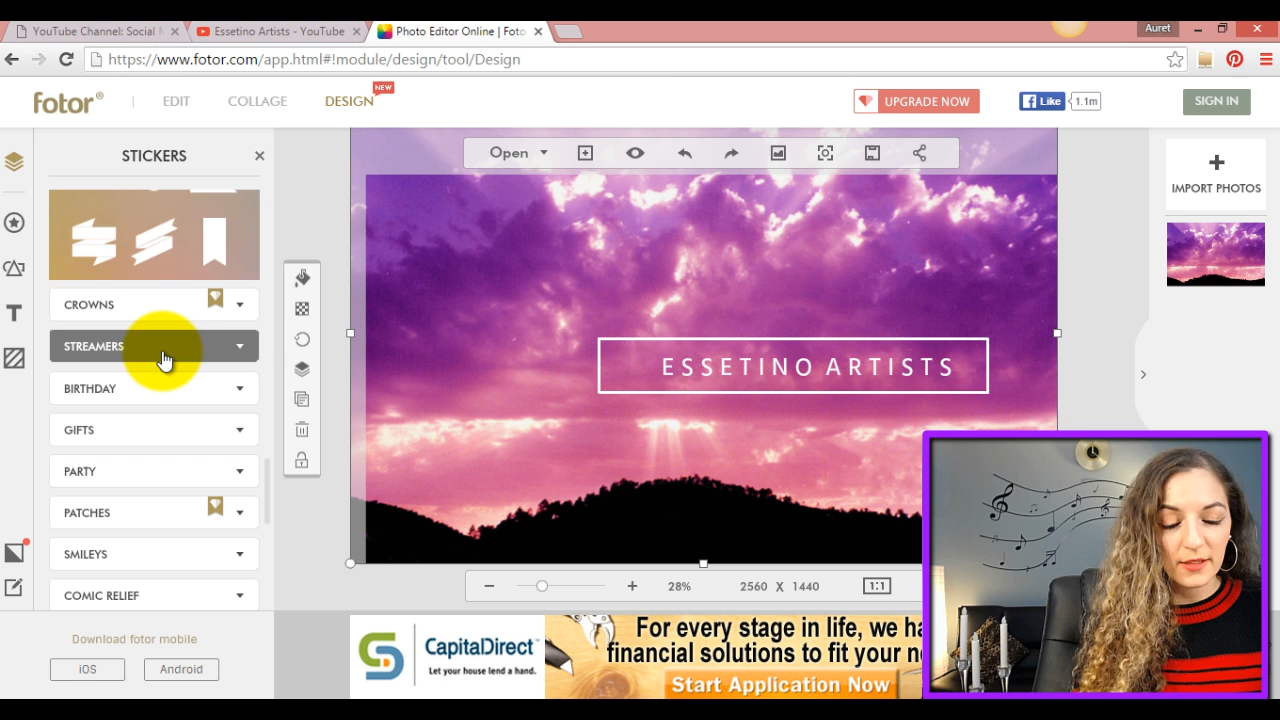 YouTube Channel: Social
Essetino Artists - YouTube
Photo Editor Online | Foto
Auret
https://www.fotor.com/app.html#!module/design/tool/Design
fotor®
EDIT
COLLAGE
DESIGN
NEW
UPGRADE NOW
Like
1.1m
SIGN IN
STICKERS
Open
IMPORT PHOTOS
CROWNS
STREAMERS
BIRTHDAY
GIFTS
PARTY
PATCHES
SMILEYS
COMIC RELIEF
ESSETINO ARTISTS
28%
2560 X 1440
1:1
Download fotor mobile
iOS
Android
CapitalDirect™
Let your house lend a hand.
For every stage in life, we ha
financial solutions to fit your ne
Start Application Now